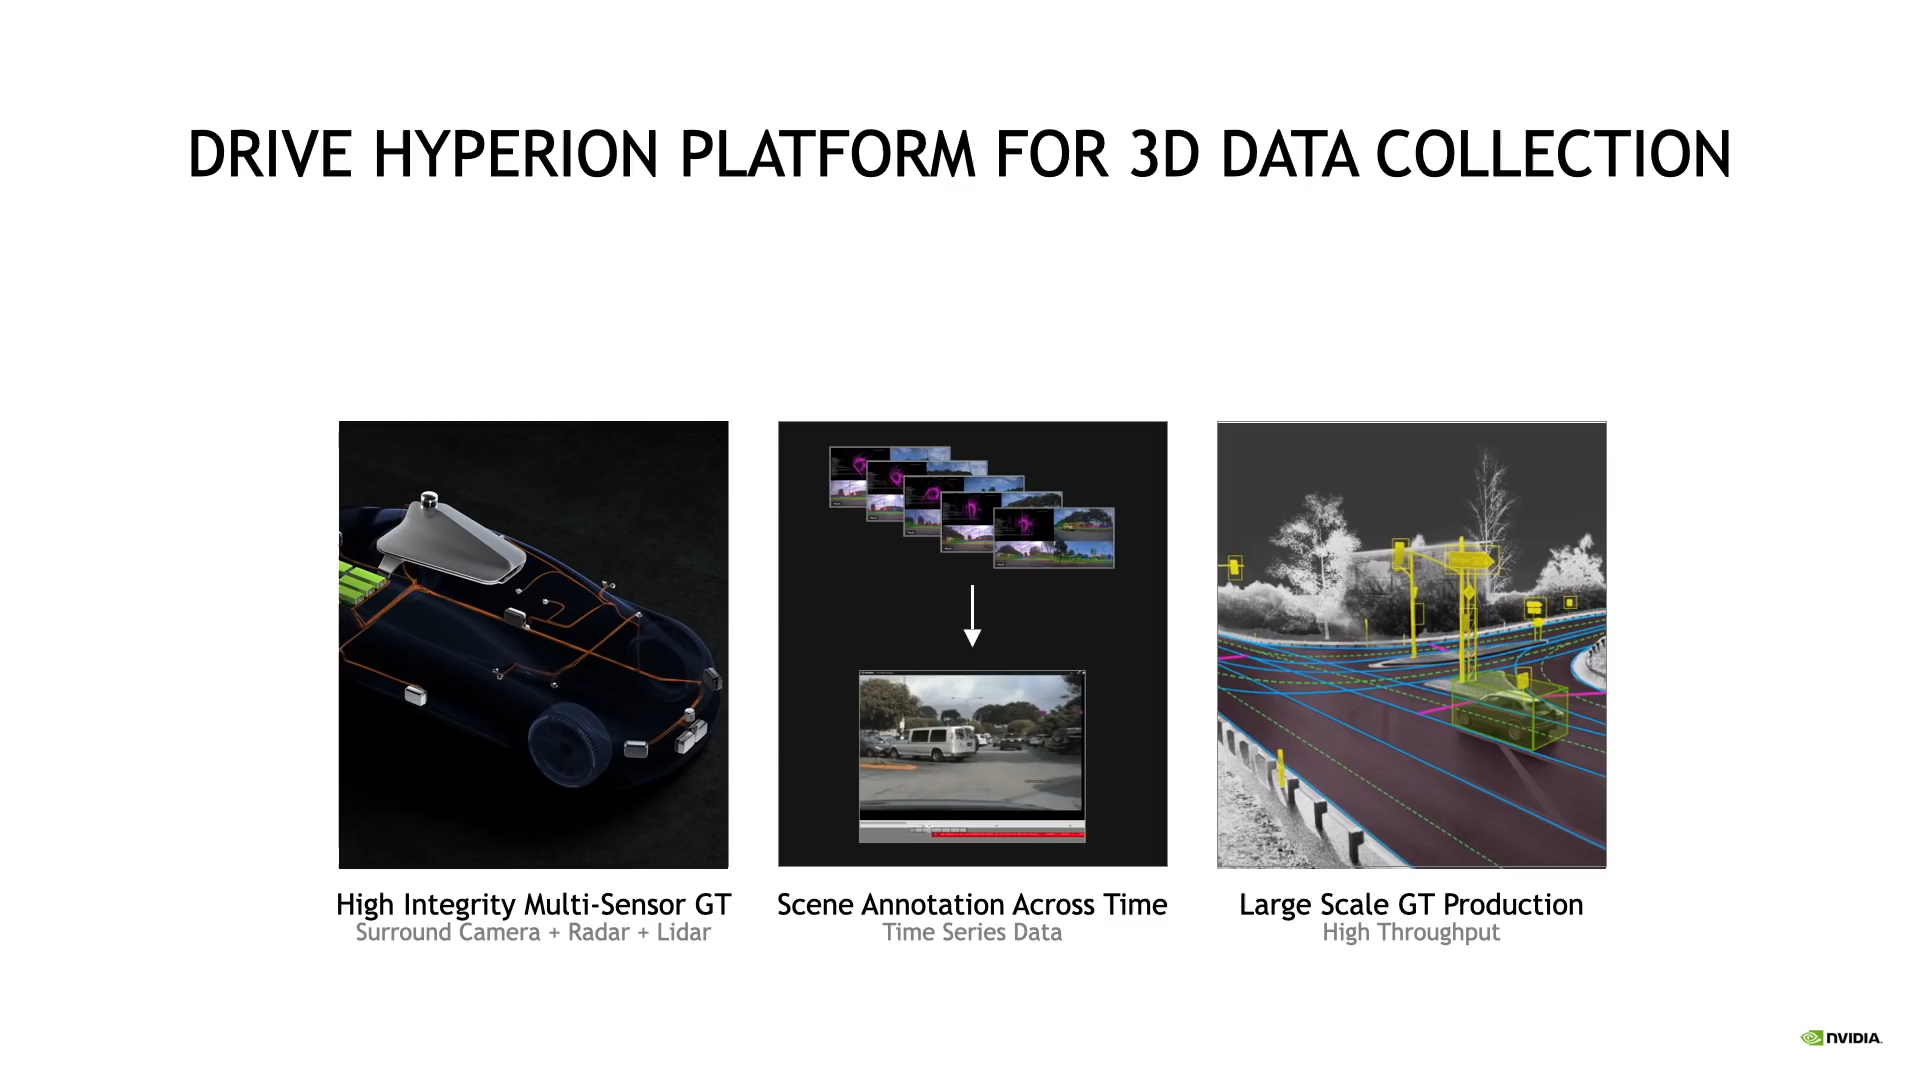 DRIVE HYPERION PLATFORM FOR 3D DATA COLLECTION
High Integrity Multi-Sensor GT
Surround Camera + Radar + Lidar
Scene Annotation Across Time
Time Series Data
Large Scale GT Production
High Throughput
NVIDIA.